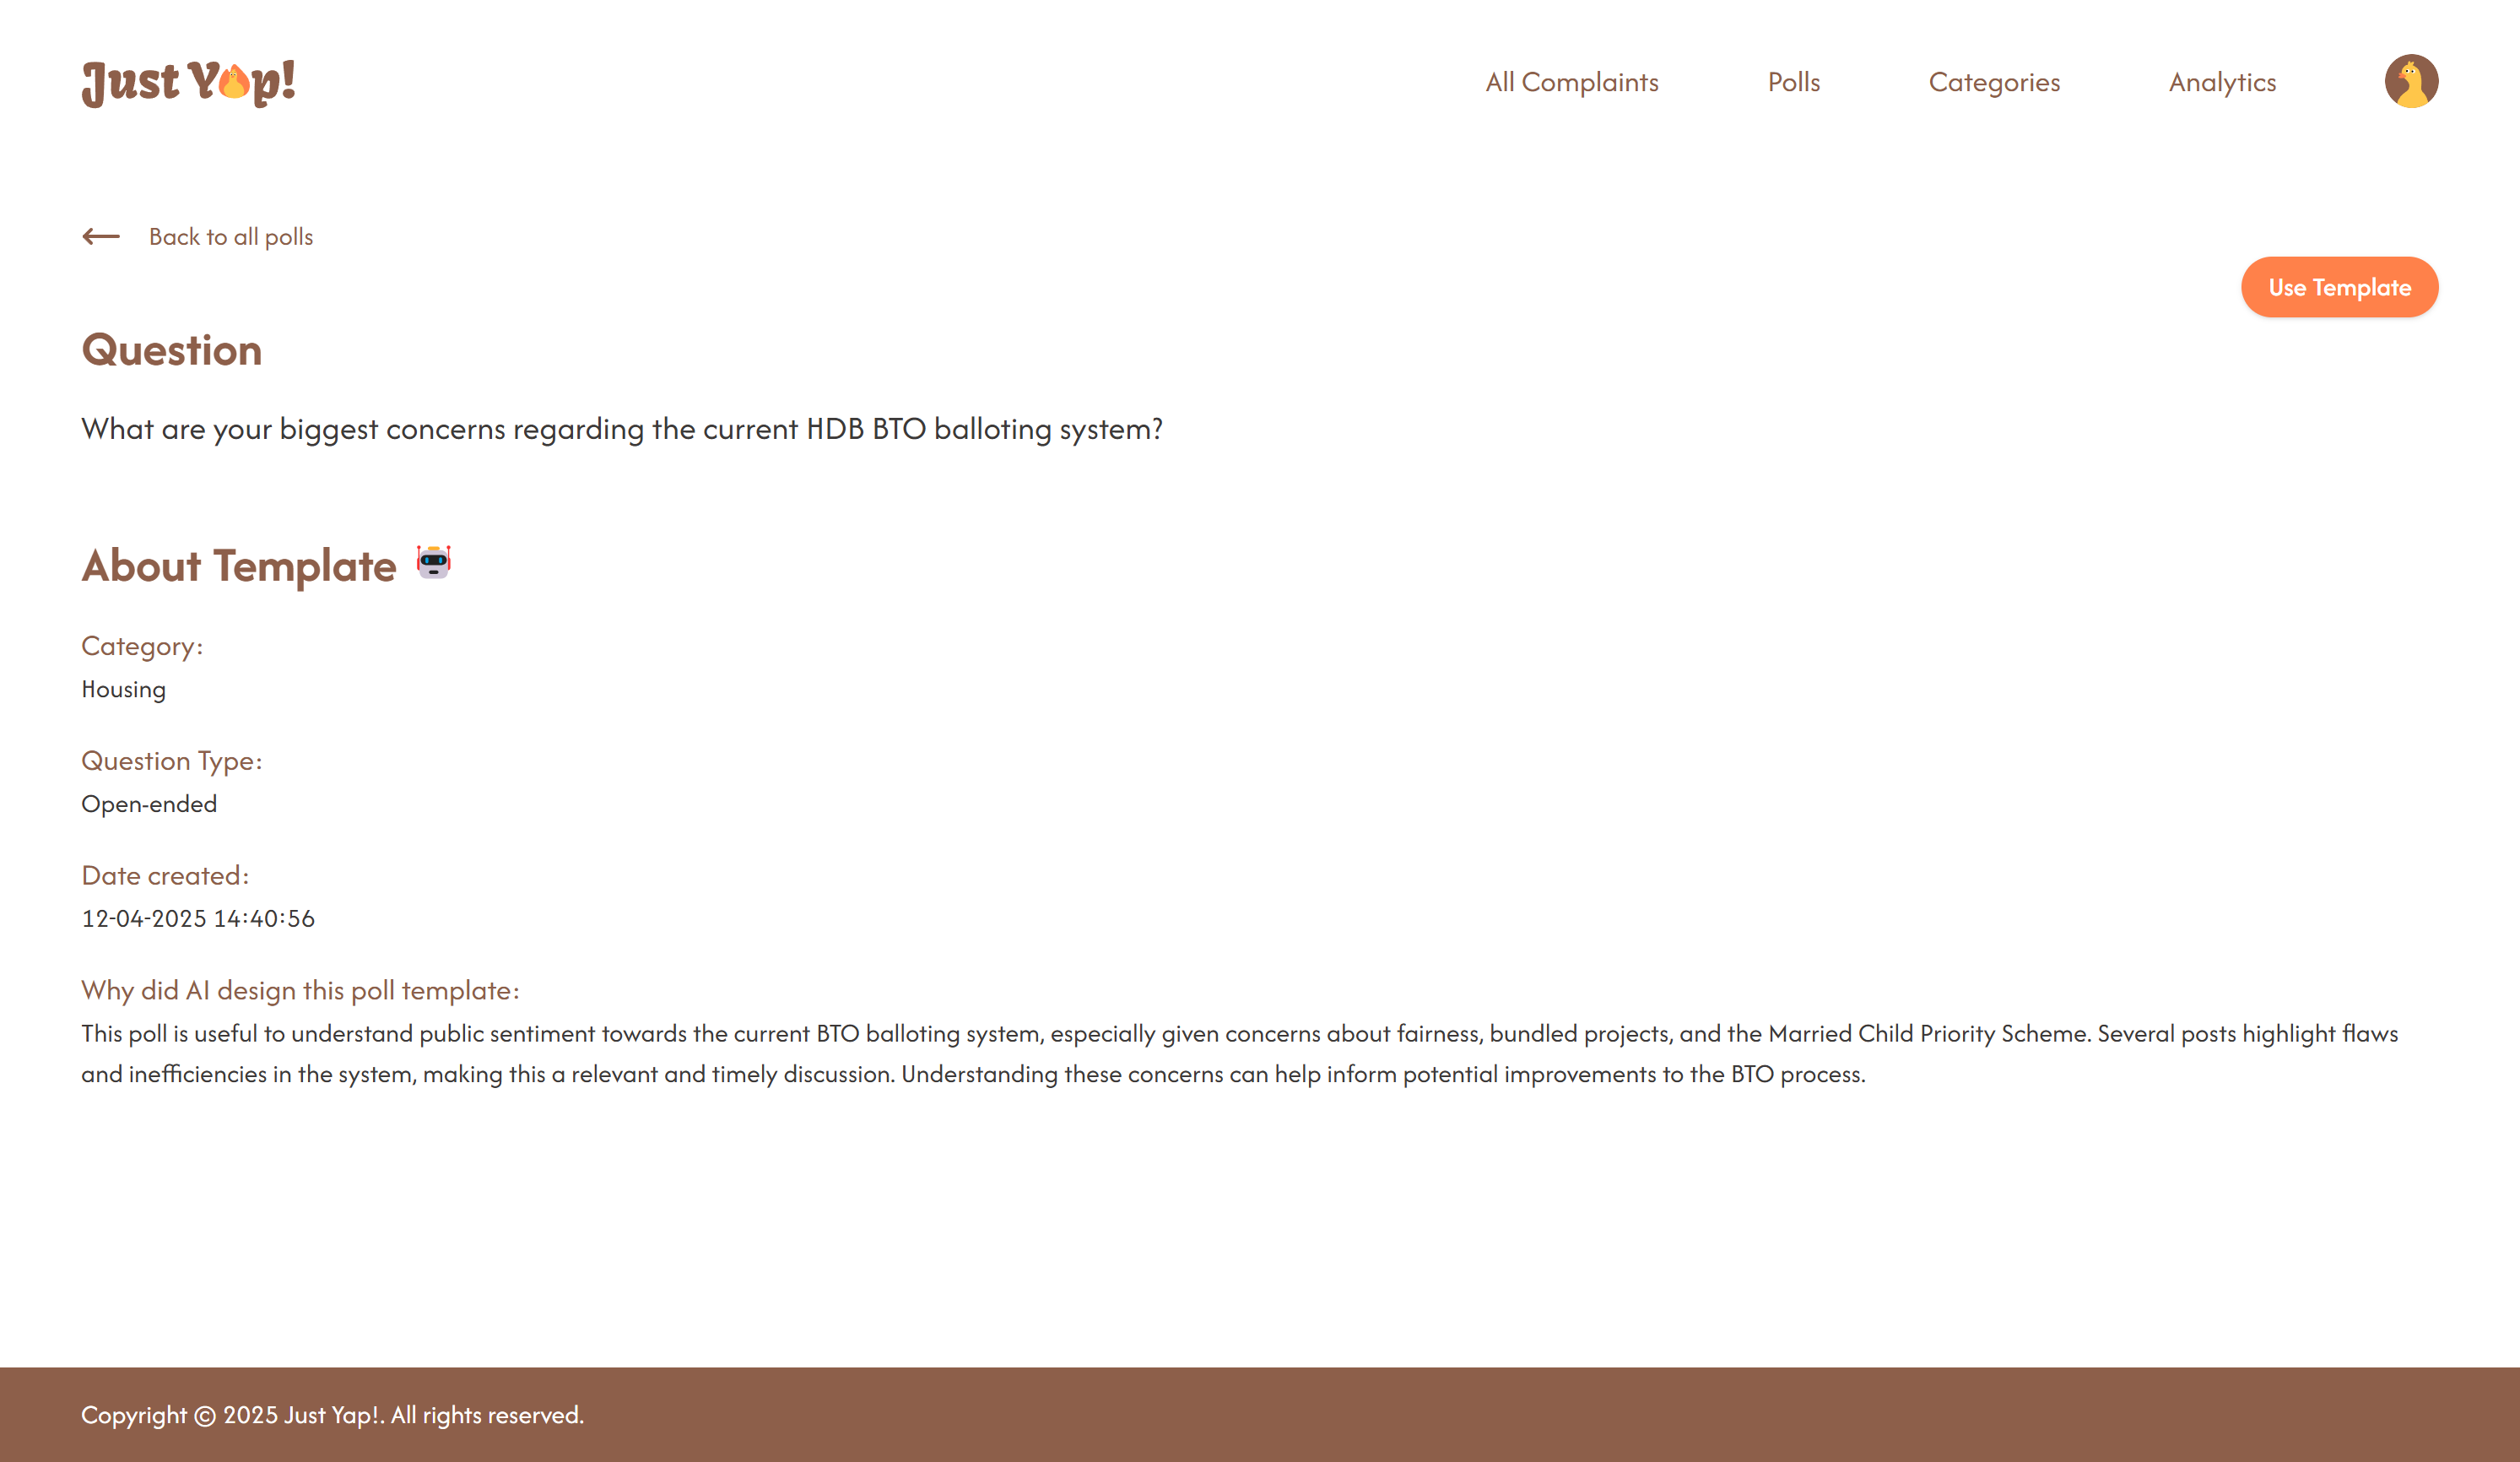 Just Yap!
All Complaints
Polls
Categories
Analytics
Back to all polls
Use Template
Question
What are your biggest concerns regarding the current HDB BTO balloting system?
About Template
Category:
Housing
Question Type:
Open-ended
Date created:
12-04-2025 14:40:56
Why did AI design this poll template:
This poll is useful to understand public sentiment towards the current BTO balloting system, especially given concerns about fairness, bundled projects, and the Married Child Priority Scheme. Several posts highlight flaws
and inefficiencies in the system, making this a relevant and timely discussion. Understanding these concerns can help inform potential improvements to the BTO process.
Copyright © 2025 Just Yap!. All rights reserved.